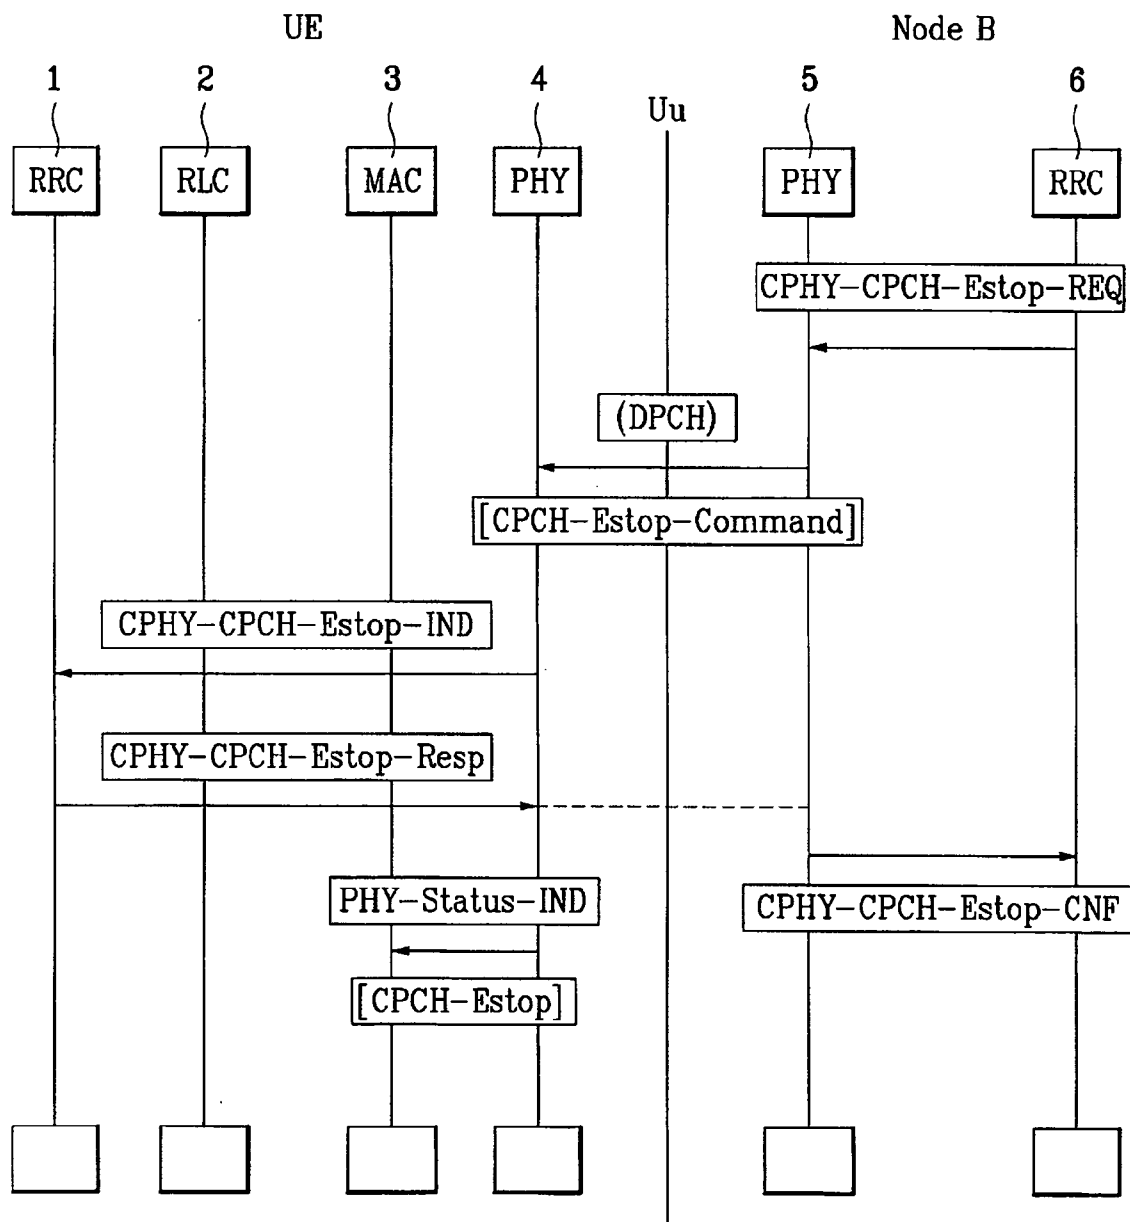 UE
Node B
1
2
3
4
5
6
Uu
RRC
RLC
MAC
PHY
PHY
RRC
CPHY-CPCH-Estop-REQ
(DPCH)
[CPCH-Estop-Command]
CPHY-CPCH-Estop-IND
CPHY-CPCH-Estop-Resp
PHY-Status-IND
CPHY-CPCH-Estop-CNF
[CPCH-Estop]